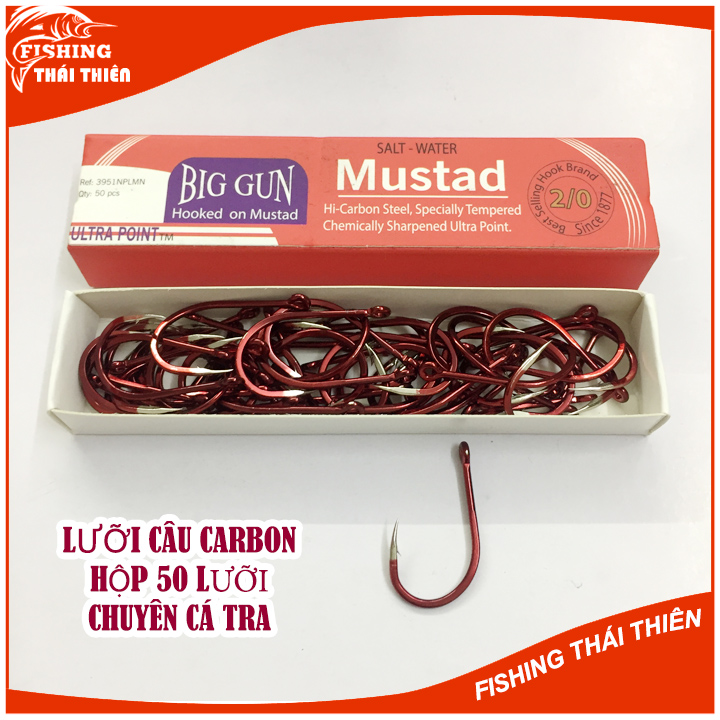 FISHING
THÁI THIÊN
Ref: 3951NPLMN
Qty: 50 pcs
BIG GUN
Hooked on Mustad
ULTRA POINT™
SALT - WATER
Mustad
Hi-Carbon Steel, Specially Tempered
Chemically Sharpened Ultra Point.
Best Selling Hook Brand
2/0
Since 1877
LƯỠI CÂU CARBON
HỘP 50 LƯỠI
CHUYÊN CÁ TRA
FISHING THÁI THIÊN